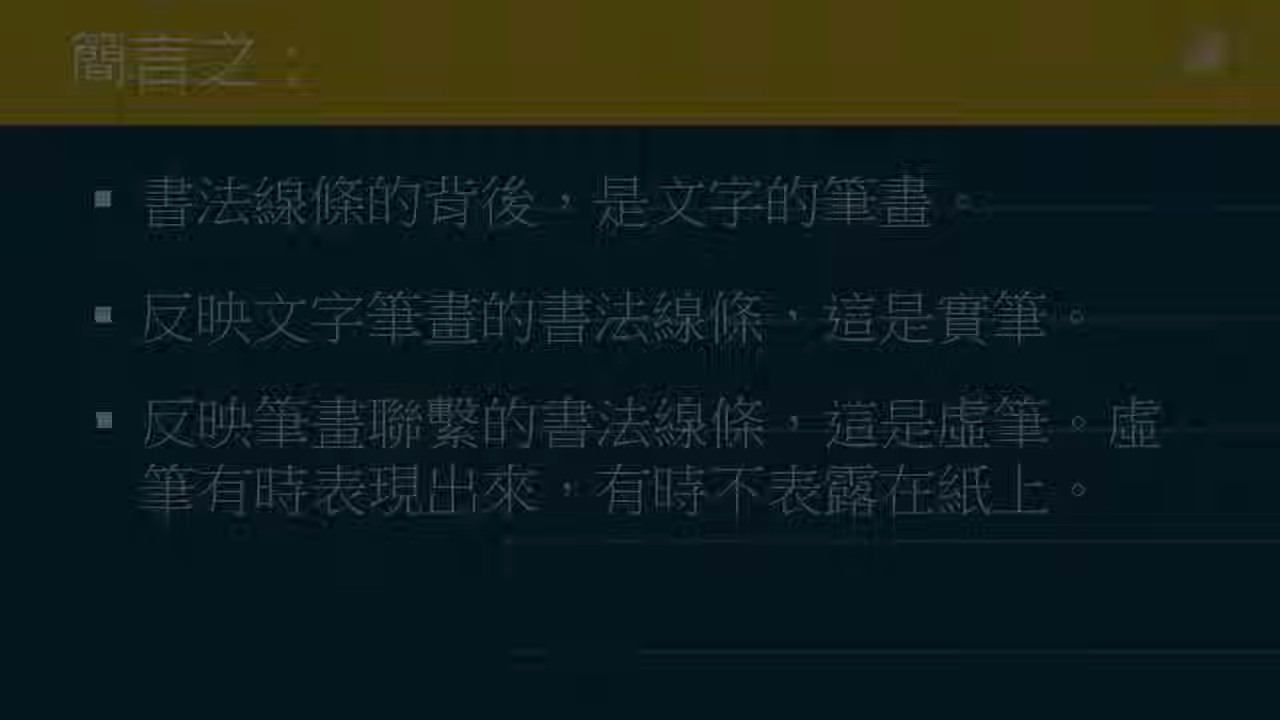 簡言之：
書法線條的背後，是文字的筆畫。
反映文字筆畫的書法線條，這是實筆。
反映筆畫聯繫的書法線條，這是虛筆。虛
筆有時表現出來，有時不表露在紙上。